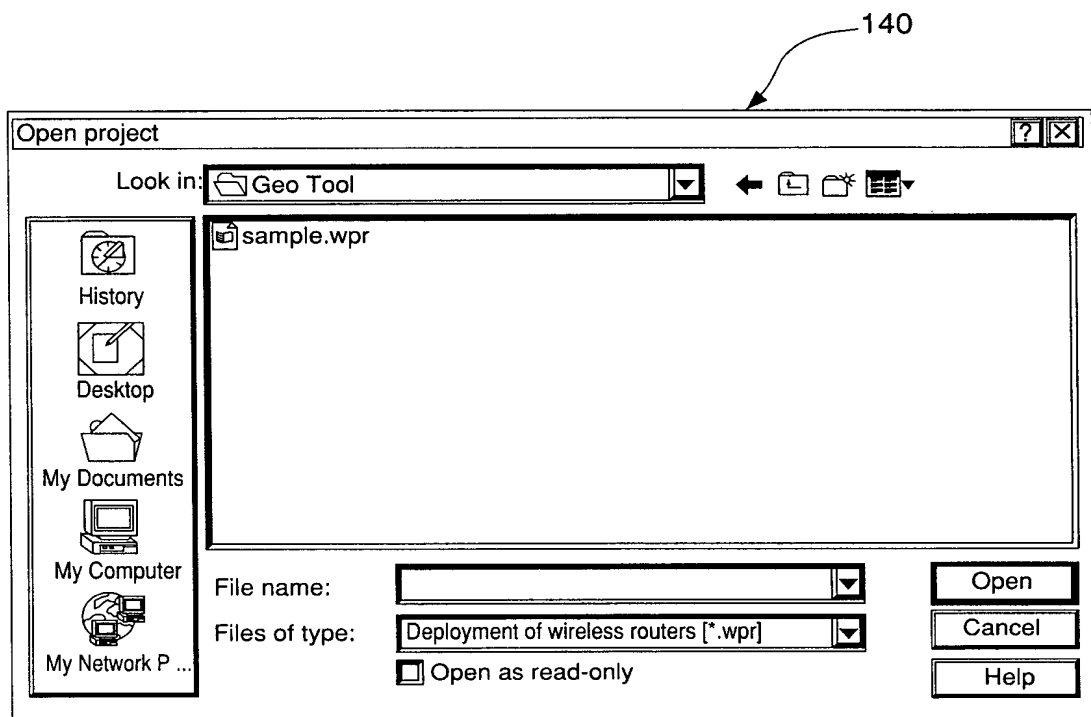 140
Open project
?
Look in: Geo Tool
sample.wpr
History
Desktop
My Documents
My Computer
My Network P ...
File name:
Open
Files of type: Deployment of wireless routers [*.wpr]
Cancel
Open as read-only
Help